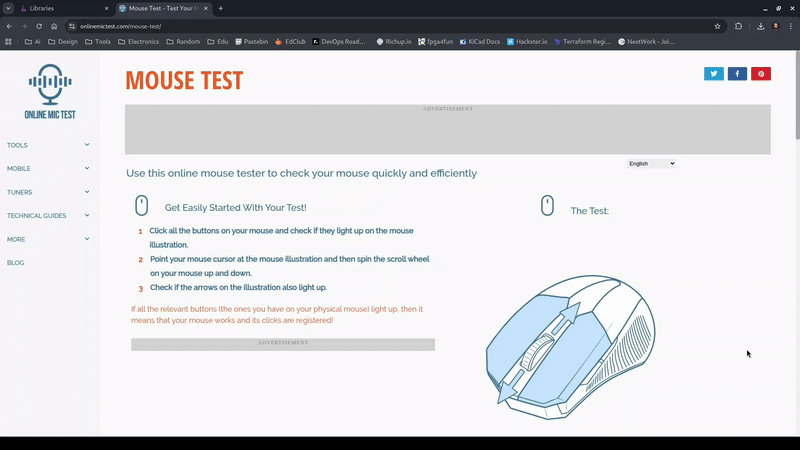 Libraries
Mouse Test - Test Your M
onlinemictest.com/mouse-test/
AI
Design
Tools
Electronics
Random
Edu
Pastebin
EdClub
DevOps Road...
Richup.io
fpga4fun
KiCad Docs
Hackster.io
Terraform Regi...
NextWork - Joi...
ONLINE MIC TEST
TOOLS
MOBILE
TUNERS
TECHNICAL GUIDES
MORE
BLOG
MOUSE TEST
ADVERTISEMENT
English
Use this online mouse tester to check your mouse quickly and efficiently
Get Easily Started With Your Test!
1 Click all the buttons on your mouse and check if they light up on the mouse
illustration.
2 Point your mouse cursor at the mouse illustration and then spin the scroll wheel
on your mouse up and down.
3 Check if the arrows on the illustration also light up.
If all the relevant buttons (the ones you have on your physical mouse) light up, then it
means that your mouse works and its clicks are registered!
ADVERTISEMENT
The Test: